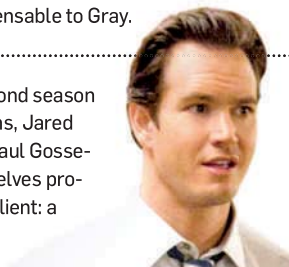 ensable to Gray.
ond season
ns, Jared
aul Gosse-
elves pro-
lient: a